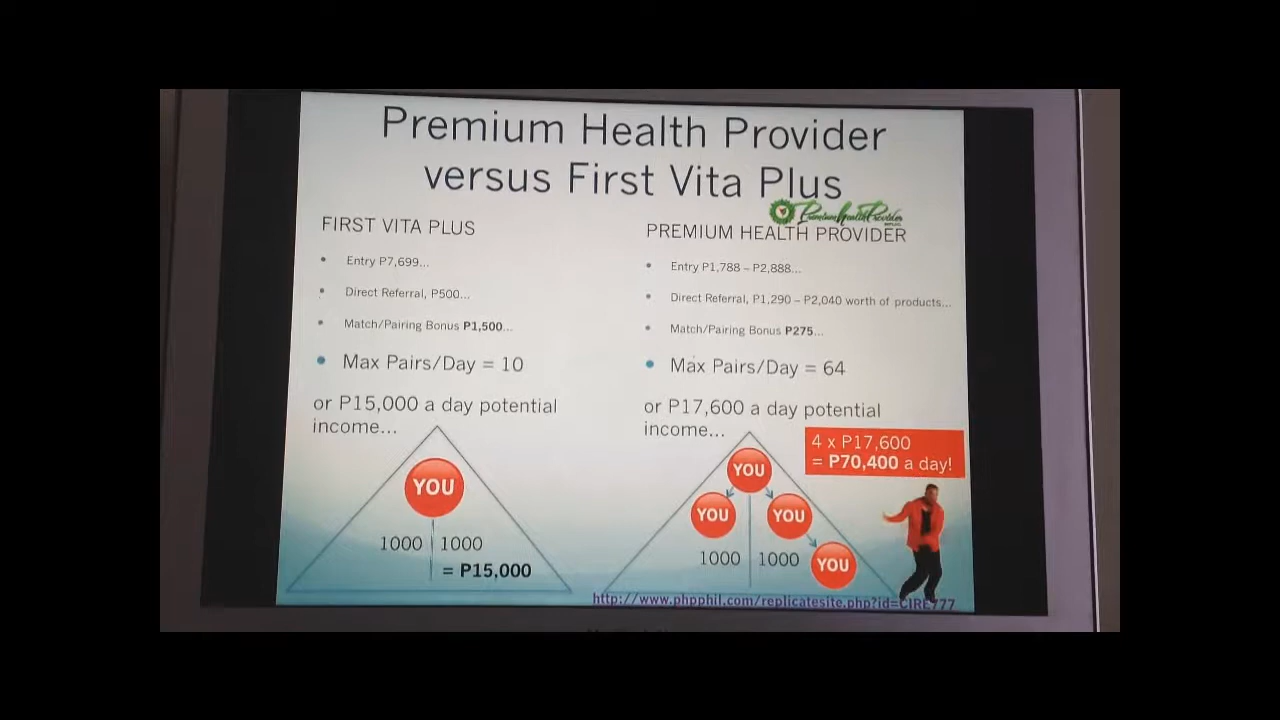 Premium Health Provider
versus First Vita Plus
Premium Health Provider
FIRST VITA PLUS
• Entry P7,699...
• Direct Referral, P500...
• Match/Pairing Bonus P1,500...
• Max Pairs/Day = 10
or P15,000 a day potential
income...
YOU
1000 1000
= P15,000
PREMIUM HEALTH PROVIDER
• Entry P1,788 – P2,888...
• Direct Referral, P1,290 – P2,040 worth of products...
• Match/Pairing Bonus P275...
• Max Pairs/Day = 64
or P17,600 a day potential
income...
4 x P17,600
= P70,400 a day!
YOU
YOU YOU
1000 1000 YOU
http://www.phpphil.com/replicatesite.php?id=CIRE777